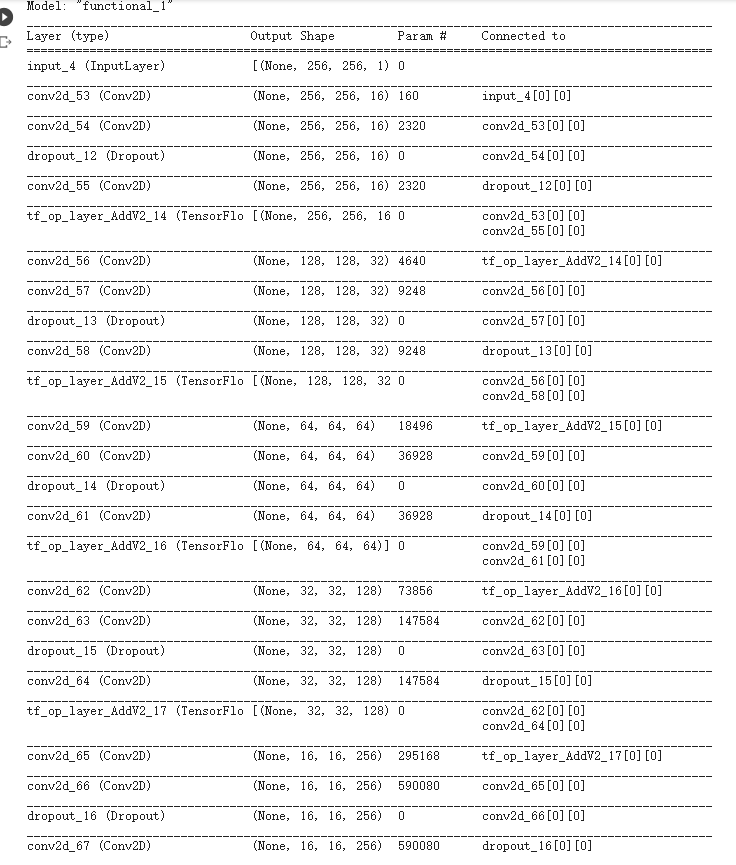 Model: "functional_1"
Layer (type) Output Shape Param # Connected to
input_4 (InputLayer) [(None, 256, 256, 1) 0
conv2d_53 (Conv2D) (None, 256, 256, 16) 160 input_4[0][0]
conv2d_54 (Conv2D) (None, 256, 256, 16) 2320 conv2d_53[0][0]
dropout_12 (Dropout) (None, 256, 256, 16) 0 conv2d_54[0][0]
conv2d_55 (Conv2D) (None, 256, 256, 16) 2320 dropout_12[0][0]
tf_op_layer_AddV2_14 (TensorFlo [(None, 256, 256, 16 0 conv2d_53[0][0]
conv2d_55[0][0]
conv2d_56 (Conv2D) (None, 128, 128, 32) 4640 tf_op_layer_AddV2_14[0][0]
conv2d_57 (Conv2D) (None, 128, 128, 32) 9248 conv2d_56[0][0]
dropout_13 (Dropout) (None, 128, 128, 32) 0 conv2d_57[0][0]
conv2d_58 (Conv2D) (None, 128, 128, 32) 9248 dropout_13[0][0]
tf_op_layer_AddV2_15 (TensorFlo [(None, 128, 128, 32 0 conv2d_56[0][0]
conv2d_58[0][0]
conv2d_59 (Conv2D) (None, 64, 64, 64) 18496 tf_op_layer_AddV2_15[0][0]
conv2d_60 (Conv2D) (None, 64, 64, 64) 36928 conv2d_59[0][0]
dropout_14 (Dropout) (None, 64, 64, 64) 0 conv2d_60[0][0]
conv2d_61 (Conv2D) (None, 64, 64, 64) 36928 dropout_14[0][0]
tf_op_layer_AddV2_16 (TensorFlo [(None, 64, 64, 64)] 0 conv2d_59[0][0]
conv2d_61[0][0]
conv2d_62 (Conv2D) (None, 32, 32, 128) 73856 tf_op_layer_AddV2_16[0][0]
conv2d_63 (Conv2D) (None, 32, 32, 128) 147584 conv2d_62[0][0]
dropout_15 (Dropout) (None, 32, 32, 128) 0 conv2d_63[0][0]
conv2d_64 (Conv2D) (None, 32, 32, 128) 147584 dropout_15[0][0]
tf_op_layer_AddV2_17 (TensorFlo [(None, 32, 32, 128) 0 conv2d_62[0][0]
conv2d_64[0][0]
conv2d_65 (Conv2D) (None, 16, 16, 256) 295168 tf_op_layer_AddV2_17[0][0]
conv2d_66 (Conv2D) (None, 16, 16, 256) 590080 conv2d_65[0][0]
dropout_16 (Dropout) (None, 16, 16, 256) 0 conv2d_66[0][0]
conv2d_67 (Conv2D) (None, 16, 16, 256) 590080 dropout_16[0][0]